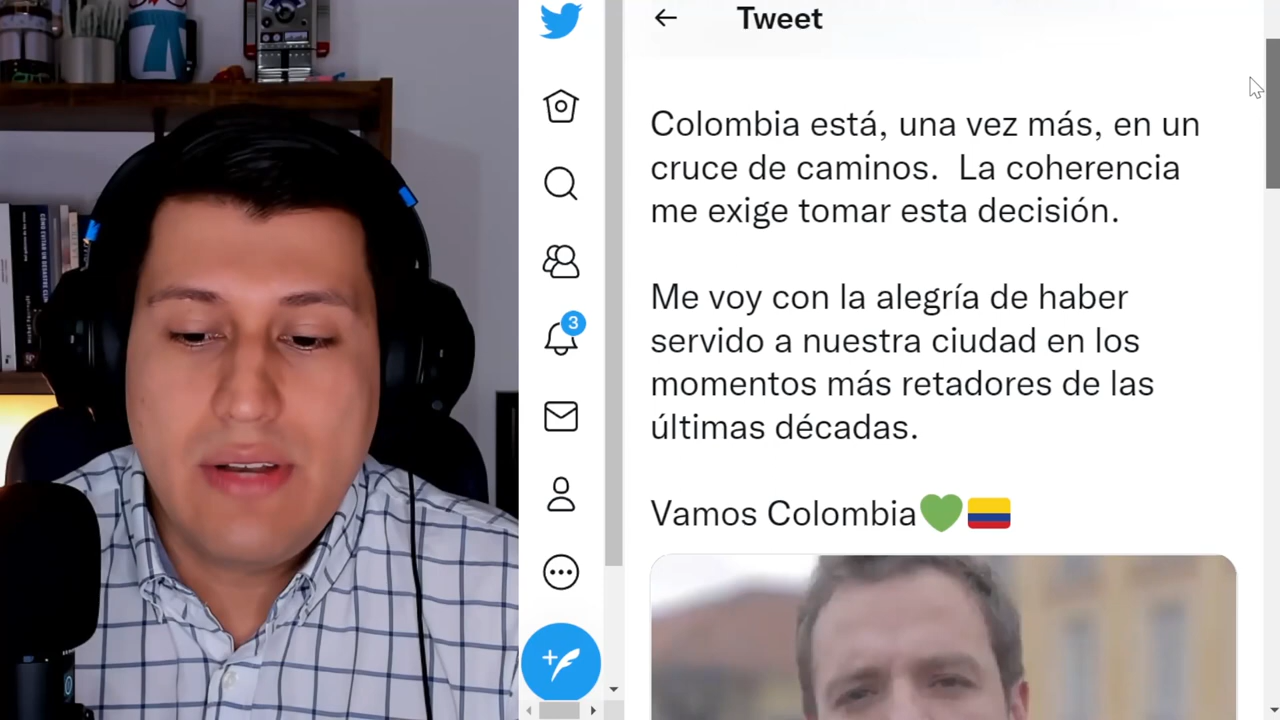 Tweet
3
Colombia está, una vez más, en un
cruce de caminos. La coherencia
me exige tomar esta decisión.
Me voy con la alegría de haber
servido a nuestra ciudad en los
momentos más retadores de las
últimas décadas.
Vamos Colombia💚🇨🇴